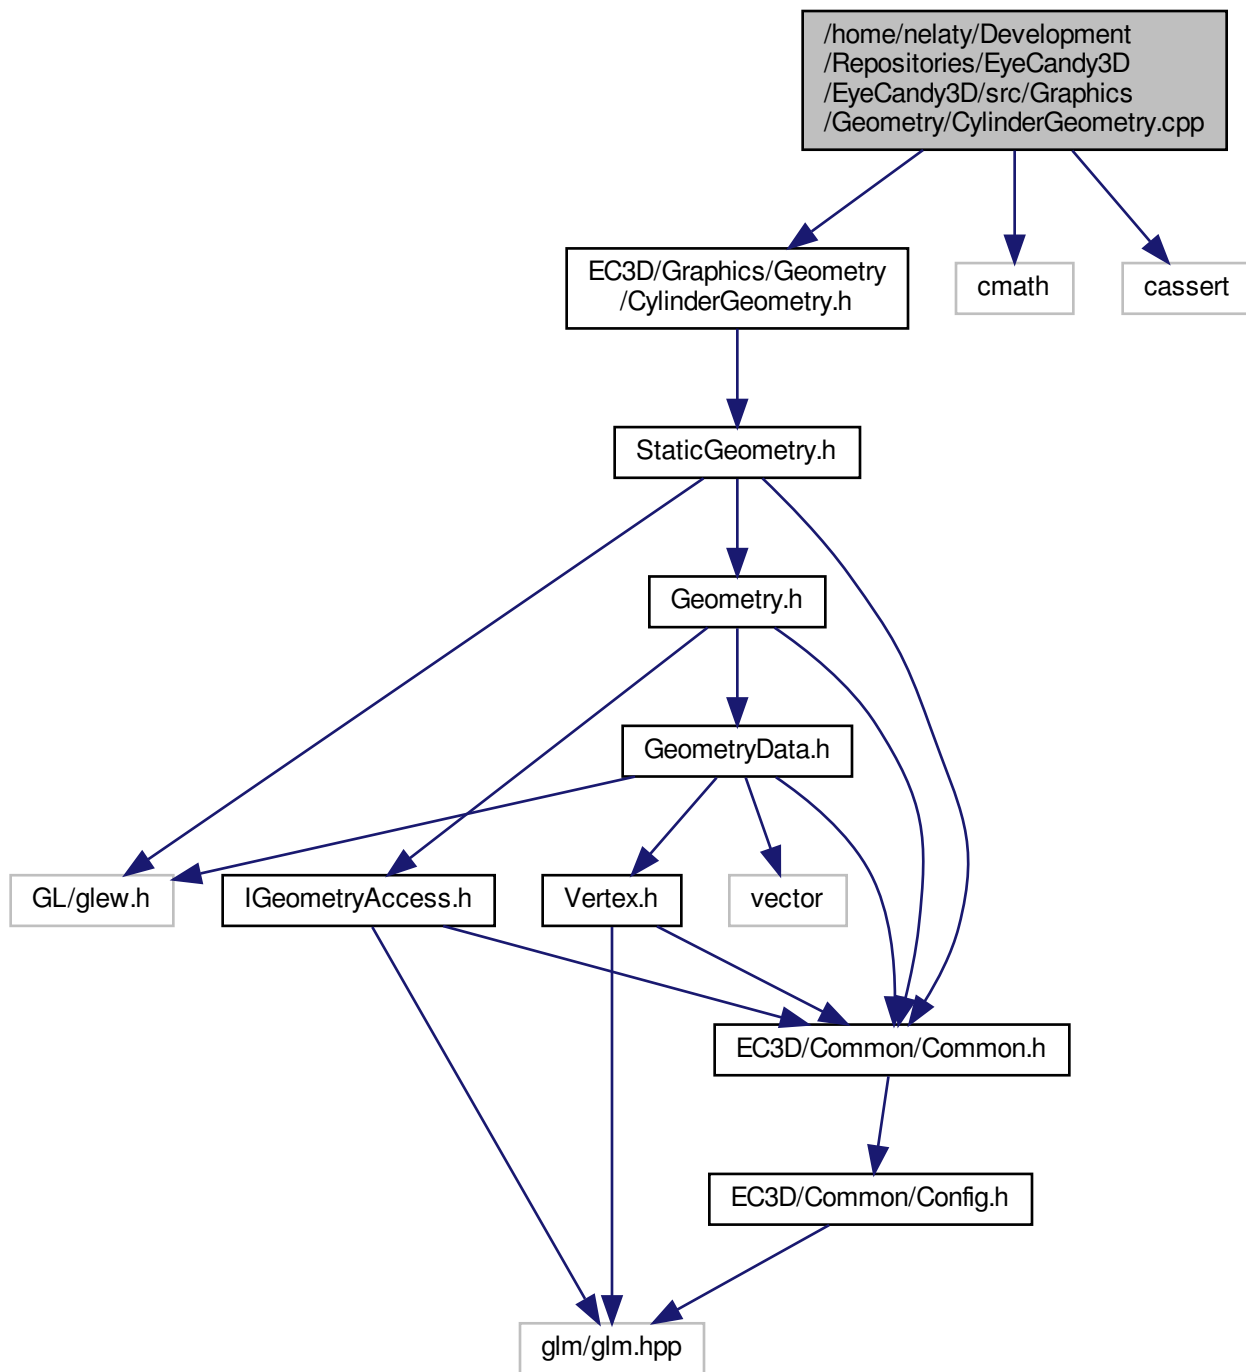 /home/nelaty/Development
/Repositories/EyeCandy3D
/EyeCandy3D/src/Graphics
/Geometry/CylinderGeometry.cpp
EC3D/Graphics/Geometry
/CylinderGeometry.h
cmath
cassert
StaticGeometry.h
Geometry.h
GeometryData.h
GL/glew.h
IGeometryAccess.h
Vertex.h
vector
EC3D/Common/Common.h
EC3D/Common/Config.h
glm/glm.hpp